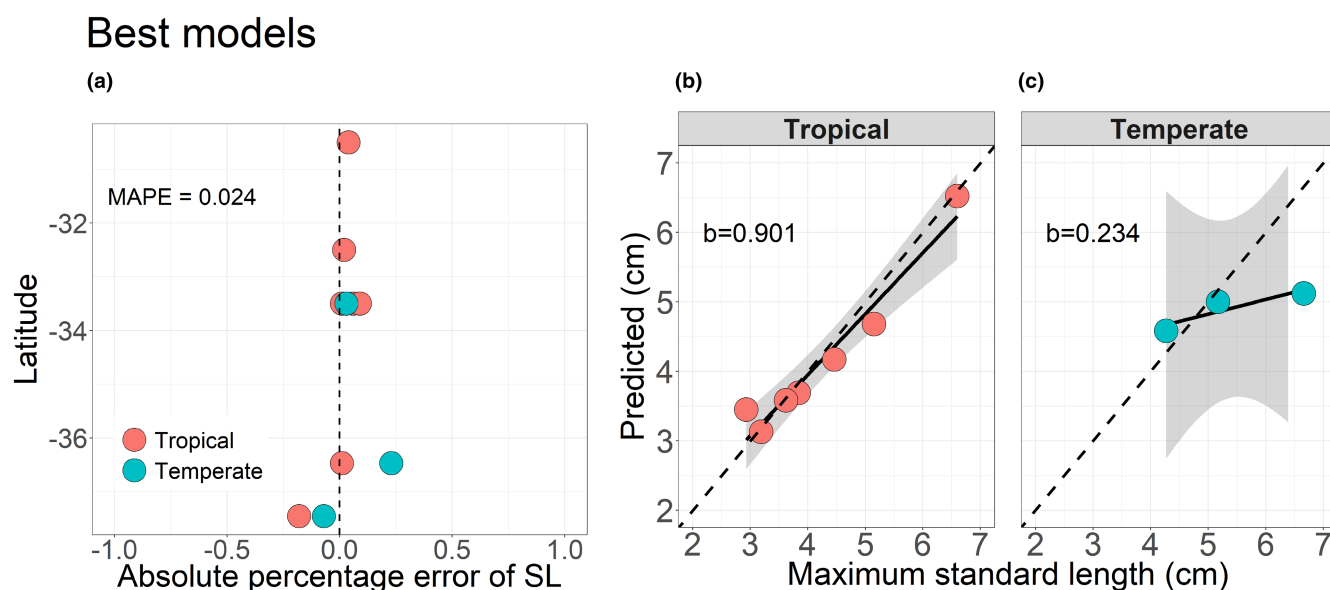 Best models
(a)
MAPE = 0.024
Latitude
-32
-34
-36
Tropical
Temperate
-1.0 -0.5 0.0 0.5 1.0
Absolute percentage error of SL
(b)
Tropical
b=0.901
Predicted (cm)
7
6
5
4
3
2
2 3 4 5 6 7
(c)
Temperate
b=0.234
2 3 4 5 6 7
Maximum standard length (cm)